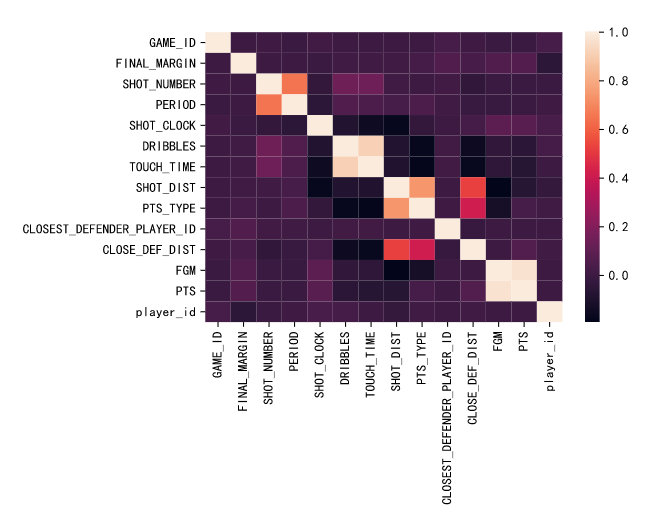 GAME_ID
FINAL_MARGIN
SHOT_NUMBER
PERIOD
SHOT_CLOCK
DRIBBLES
TOUCH_TIME
SHOT_DIST
PTS_TYPE
CLOSEST_DEFENDER_PLAYER_ID
CLOSE_DEF_DIST
FGM
PTS
player_id
GAME_ID
FINAL_MARGIN
SHOT_NUMBER
PERIOD
SHOT_CLOCK
DRIBBLES
TOUCH_TIME
SHOT_DIST
PTS_TYPE
CLOSEST_DEFENDER_PLAYER_ID
CLOSE_DEF_DIST
FGM
PTS
player_id
1.0
0.8
0.6
0.4
0.2
0.0